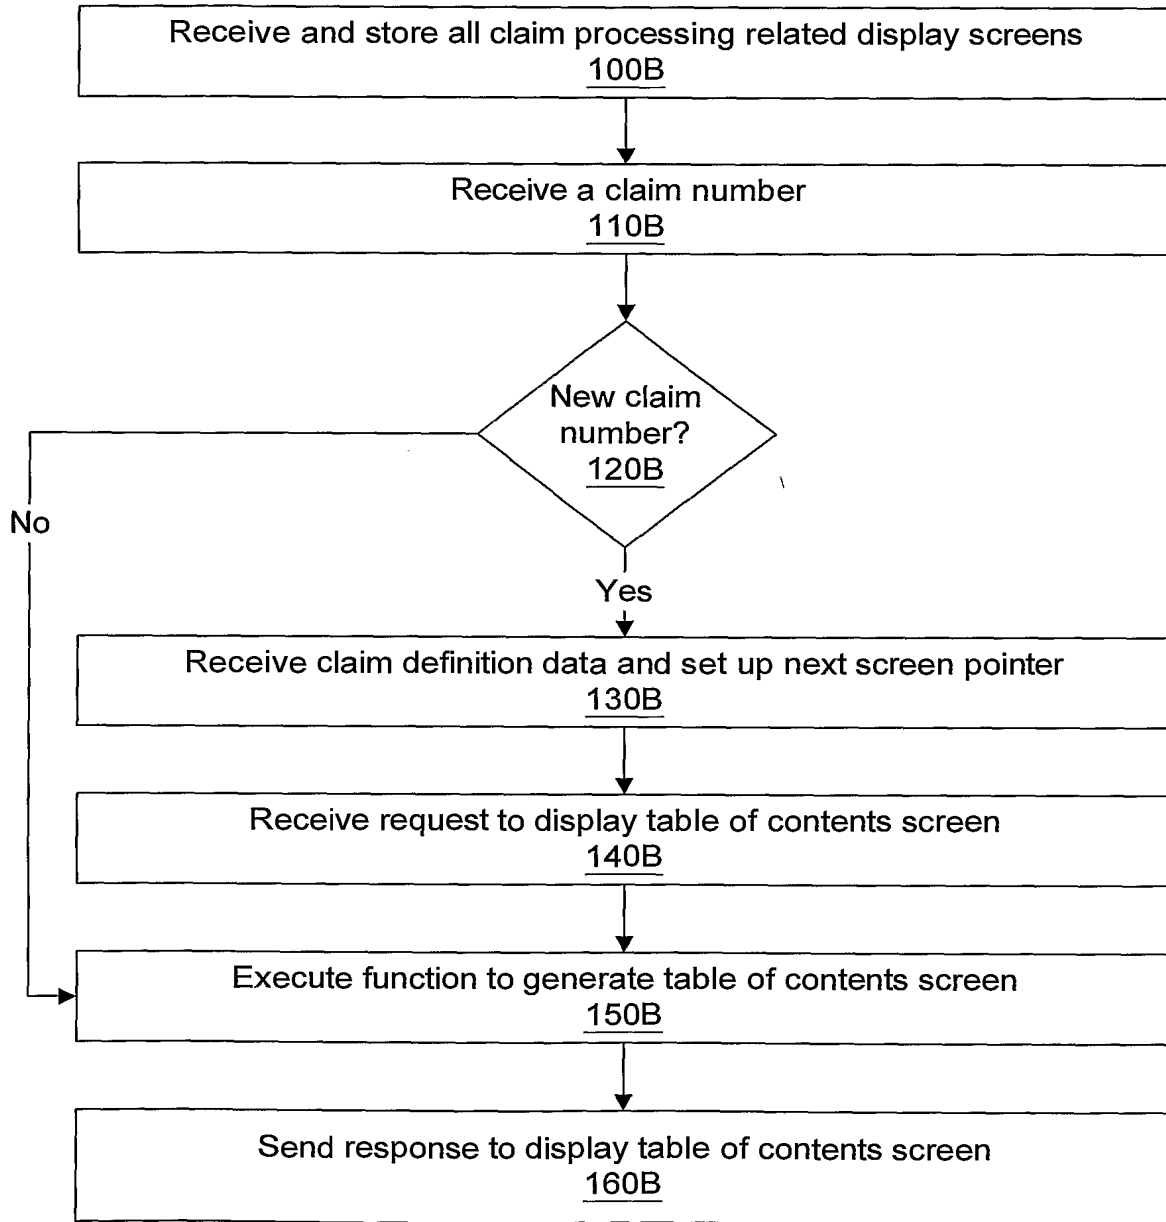 Receive and store all claim processing related display screens
100B
Receive a claim number
110B
New claim
number?
120B
No
Yes
Receive claim definition data and set up next screen pointer
130B
Receive request to display table of contents screen
140B
Execute function to generate table of contents screen
150B
Send response to display table of contents screen
160B